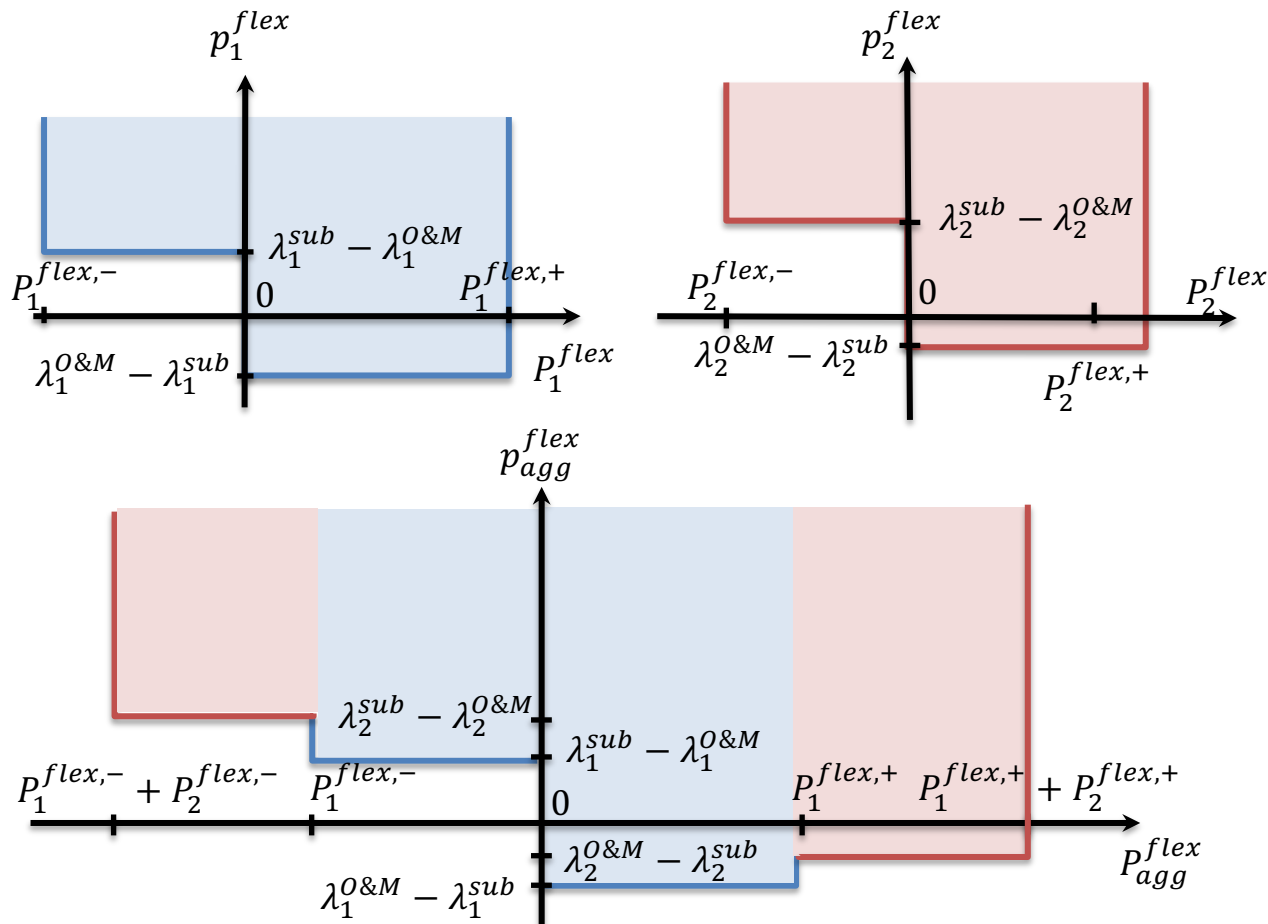 p_1^{flex}
λ_1^{sub} − λ_1^{O&M}
P_1^{flex,-}
0
P_1^{flex,+}
λ_1^{O&M} − λ_1^{sub}
P_1^{flex}
p_2^{flex}
λ_2^{sub} − λ_2^{O&M}
P_2^{flex,-}
0
P_2^{flex}
λ_2^{O&M} − λ_2^{sub}
P_2^{flex,+}
p_{agg}^{flex}
λ_2^{sub} − λ_2^{O&M}
λ_1^{sub} − λ_1^{O&M}
P_1^{flex,-} + P_2^{flex,-}
P_1^{flex,-}
0
P_1^{flex,+}
P_1^{flex,+} + P_2^{flex,+}
λ_2^{O&M} − λ_2^{sub}
P_{agg}^{flex}
λ_1^{O&M} − λ_1^{sub}